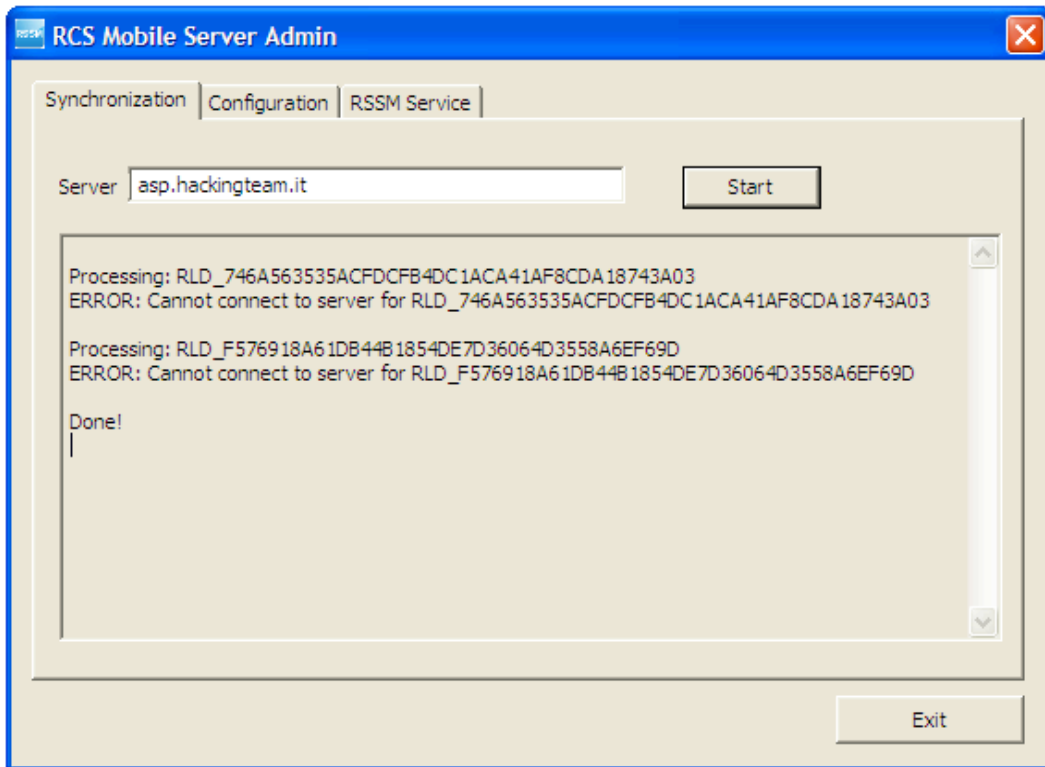 RSSM RCS Mobile Server Admin
Synchronization Configuration RSSM Service
Server asp.hackingteam.it Start
Processing: RLD_746A563535ACFDCFB4DC1ACA41AF8CDA18743A03
ERROR: Cannot connect to server for RLD_746A563535ACFDCFB4DC1ACA41AF8CDA18743A03
Processing: RLD_F576918A61DB44B1854DE7D36064D3558A6EF69D
ERROR: Cannot connect to server for RLD_F576918A61DB44B1854DE7D36064D3558A6EF69D
Done!
Exit